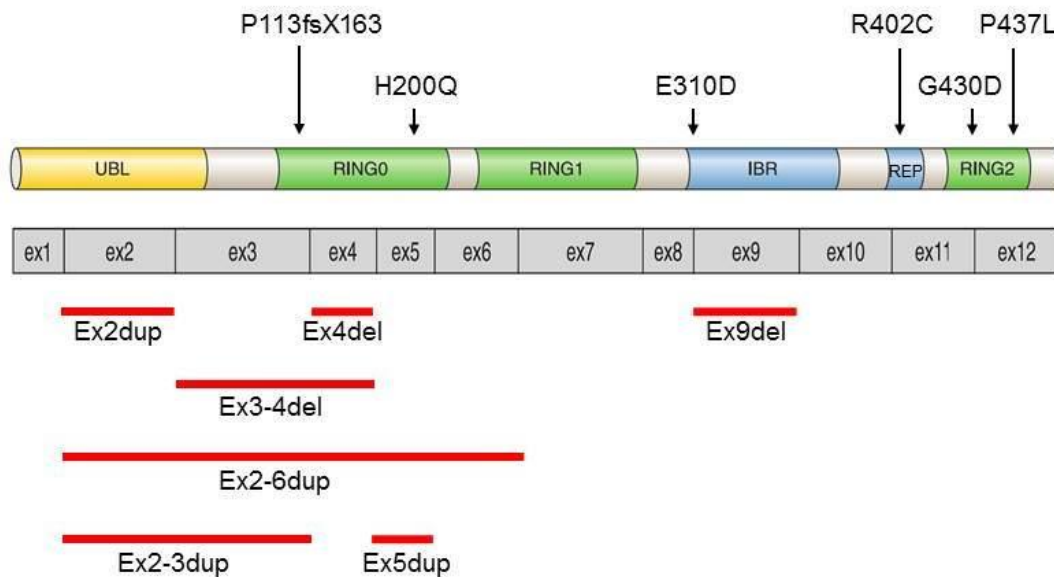 P113fsX163
R402C P437L
H200Q E310D G430D
UBL RING0 RING1 IBR REP RING2
ex1 ex2 ex3 ex4 ex5 ex6 ex7 ex8 ex9 ex10 ex11 ex12
Ex2dup Ex4del Ex9del
Ex3-4del
Ex2-6dup
Ex2-3dup Ex5dup